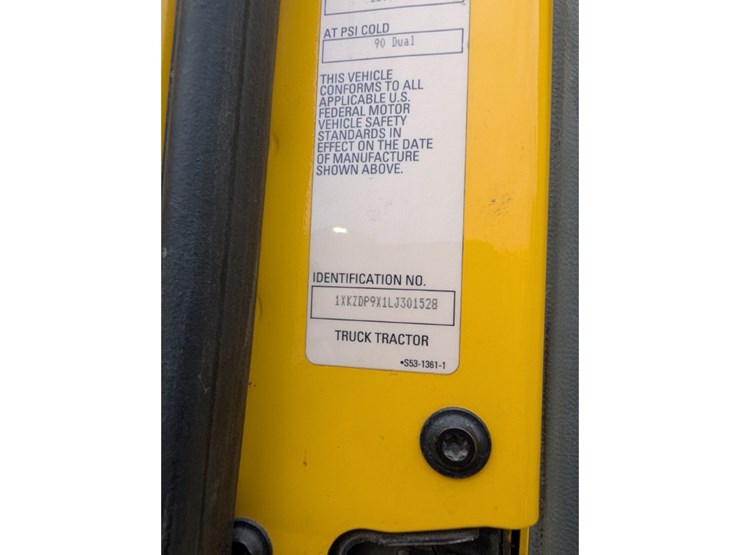 AT PSI COLD
90 Dual
THIS VEHICLE
CONFORMS TO ALL
APPLICABLE U.S.
FEDERAL MOTOR
VEHICLE SAFETY
STANDARDS IN
EFFECT ON THE DATE
OF MANUFACTURE
SHOWN ABOVE.
IDENTIFICATION NO.
1XKZDP9X1LJ301528
TRUCK TRACTOR
•S53-1361-1